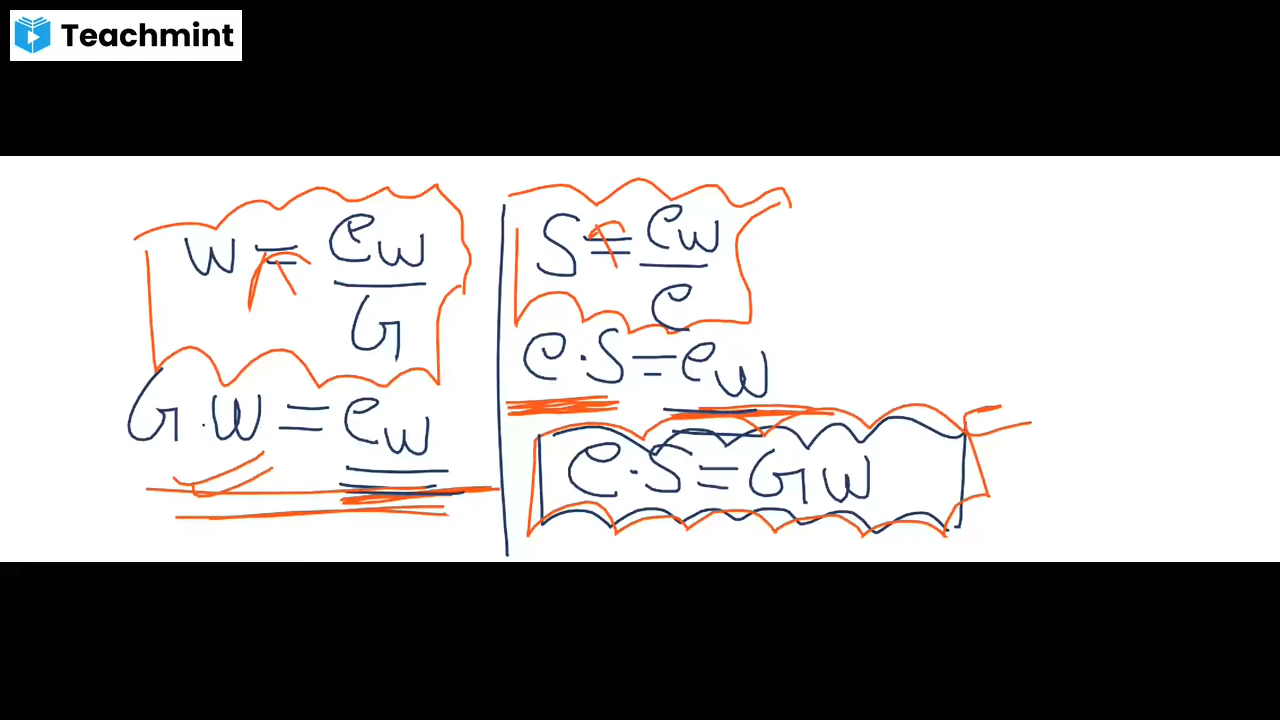 Teachmint
w = ew/G
G.w = ew
S = ew/e
e.S = ew
e.S = Gw